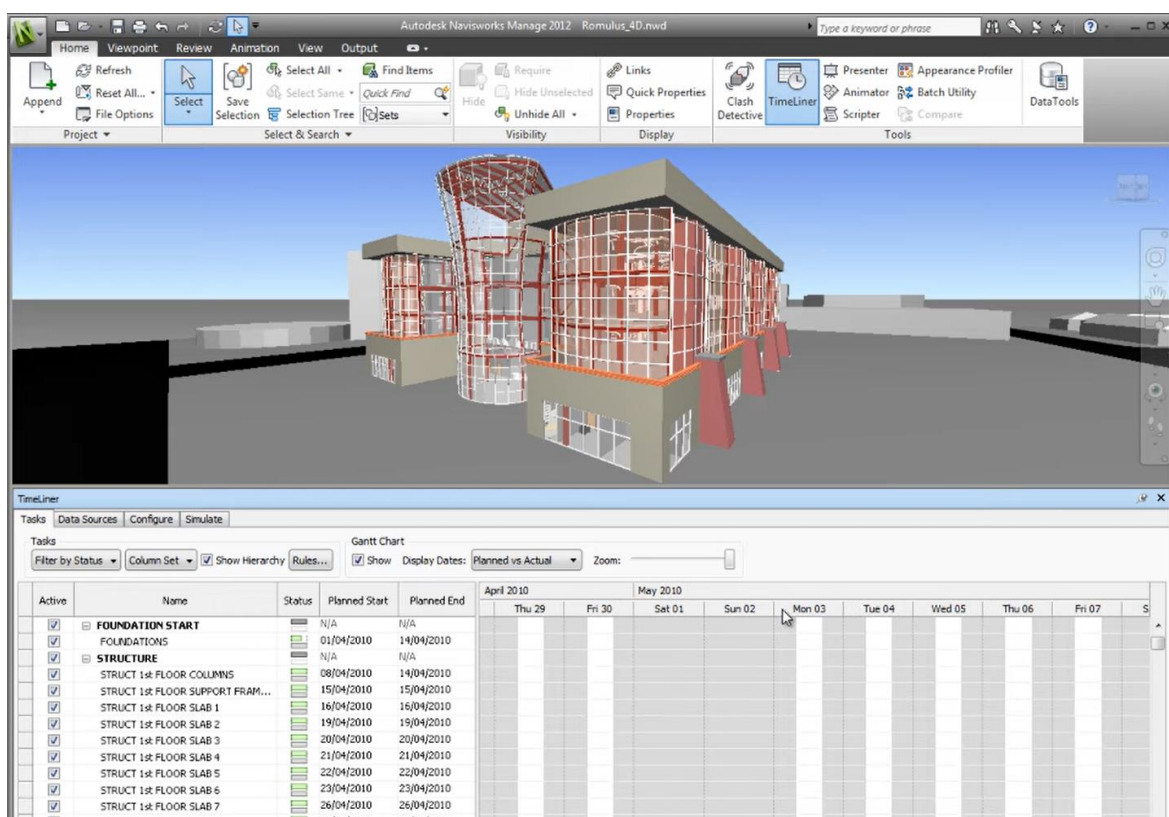 Autodesk Navisworks Manage 2012 Romulus_4D.nwd
Type a keyword or phrase
Home Viewpoint Review Animation View Output
Append
Refresh
Reset All...
File Options
Project
Select
Save Selection
Select All
Select Same
Selection Tree
Find Items
Quick Find
Sets
Select & Search
Hide
Require
Hide Unselected
Unhide All
Visibility
Links
Quick Properties
Properties
Display
Clash Detective
TimeLiner
Presenter
Animator
Scripter
Appearance Profiler
Batch Utility
Compare
Tools
DataTools
TimeLiner
Tasks Data Sources Configure Simulate
Tasks Gantt Chart
Filter by Status Column Set Show Hierarchy Rules... Show Display Dates: Planned vs Actual Zoom:
April 2010 May 2010
Active Name Status Planned Start Planned End
Thu 29 Fri 30 Sat 01 Sun 02 Mon 03 Tue 04 Wed 05 Thu 06 Fri 07 S
FOUNDATION START N/A N/A
FOUNDATIONS 01/04/2010 14/04/2010
STRUCTURE N/A N/A
STRUCT 1st FLOOR COLUMNS 08/04/2010 14/04/2010
STRUCT 1st FLOOR SUPPORT FRAM... 15/04/2010 15/04/2010
STRUCT 1st FLOOR SLAB 1 16/04/2010 16/04/2010
STRUCT 1st FLOOR SLAB 2 19/04/2010 19/04/2010
STRUCT 1st FLOOR SLAB 3 20/04/2010 20/04/2010
STRUCT 1st FLOOR SLAB 4 21/04/2010 21/04/2010
STRUCT 1st FLOOR SLAB 5 22/04/2010 22/04/2010
STRUCT 1st FLOOR SLAB 6 23/04/2010 23/04/2010
STRUCT 1st FLOOR SLAB 7 26/04/2010 26/04/2010